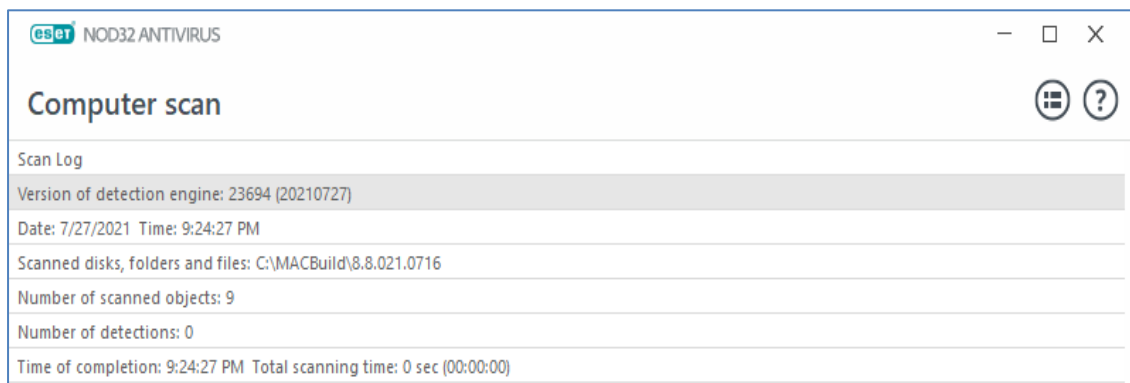 eset NOD32 ANTIVIRUS
Computer scan
Scan Log
Version of detection engine: 23694 (20210727)
Date: 7/27/2021 Time: 9:24:27 PM
Scanned disks, folders and files: C:\MACBuild\8.8.021.0716
Number of scanned objects: 9
Number of detections: 0
Time of completion: 9:24:27 PM Total scanning time: 0 sec (00:00:00)